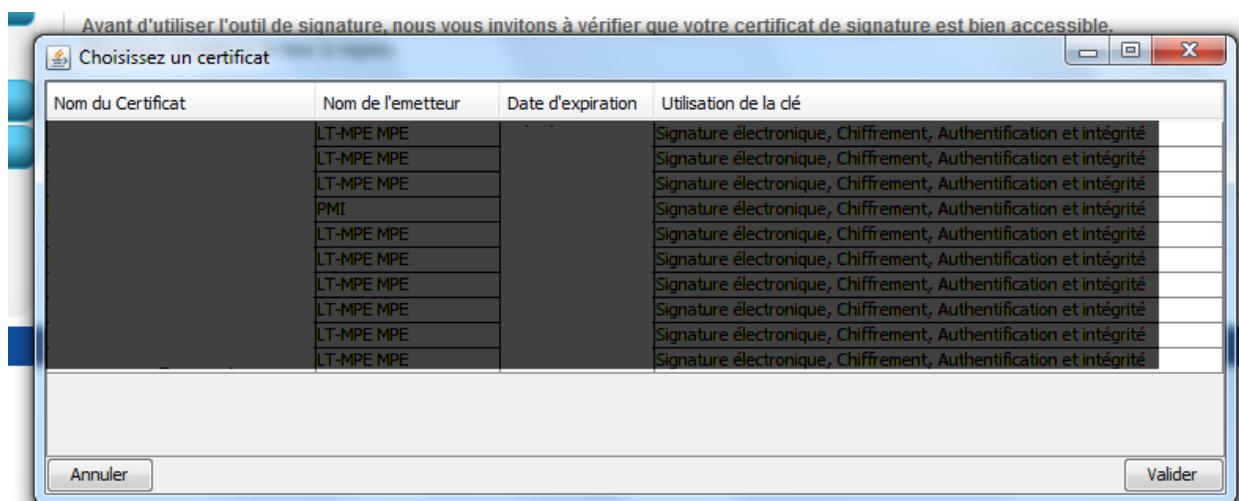 Avant d'utiliser l'outil de signature, nous vous invitons à vérifier que votre certificat de signature est bien accessible.
Choisissez un certificat
Nom du Certificat Nom de l'emetteur Date d'expiration Utilisation de la clé
LT-MPE MPE Signature électronique, Chiffrement, Authentification et intégrité
LT-MPE MPE Signature électronique, Chiffrement, Authentification et intégrité
LT-MPE MPE Signature électronique, Chiffrement, Authentification et intégrité
PMI Signature électronique, Chiffrement, Authentification et intégrité
LT-MPE MPE Signature électronique, Chiffrement, Authentification et intégrité
LT-MPE MPE Signature électronique, Chiffrement, Authentification et intégrité
LT-MPE MPE Signature électronique, Chiffrement, Authentification et intégrité
LT-MPE MPE Signature électronique, Chiffrement, Authentification et intégrité
LT-MPE MPE Signature électronique, Chiffrement, Authentification et intégrité
LT-MPE MPE Signature électronique, Chiffrement, Authentification et intégrité
Annuler Valider